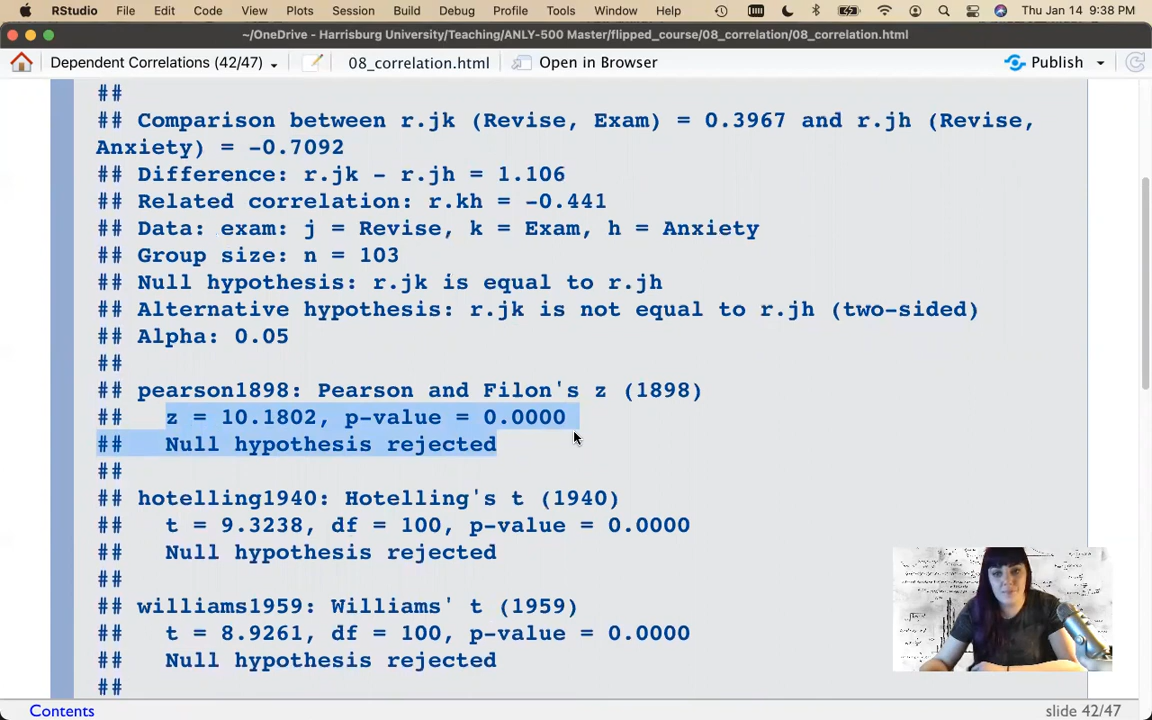 RStudio File Edit Code View Plots Session Build Debug Profile Tools Window Help Thu Jan 14 9:38 PM
~/OneDrive - Harrisburg University/Teaching/ANLY-500 Master/flipped_course/08_correlation/08_correlation.html
Dependent Correlations (42/47) 08_correlation.html Open in Browser Publish
##
## Comparison between r.jk (Revise, Exam) = 0.3967 and r.jh (Revise,
Anxiety) = -0.7092
## Difference: r.jk - r.jh = 1.106
## Related correlation: r.kh = -0.441
## Data: exam: j = Revise, k = Exam, h = Anxiety
## Group size: n = 103
## Null hypothesis: r.jk is equal to r.jh
## Alternative hypothesis: r.jk is not equal to r.jh (two-sided)
## Alpha: 0.05
##
## pearson1898: Pearson and Filon's z (1898)
## z = 10.1802, p-value = 0.0000
## Null hypothesis rejected
##
## hotelling1940: Hotelling's t (1940)
## t = 9.3238, df = 100, p-value = 0.0000
## Null hypothesis rejected
##
## williams1959: Williams' t (1959)
## t = 8.9261, df = 100, p-value = 0.0000
## Null hypothesis rejected
##
Contents slide 42/47